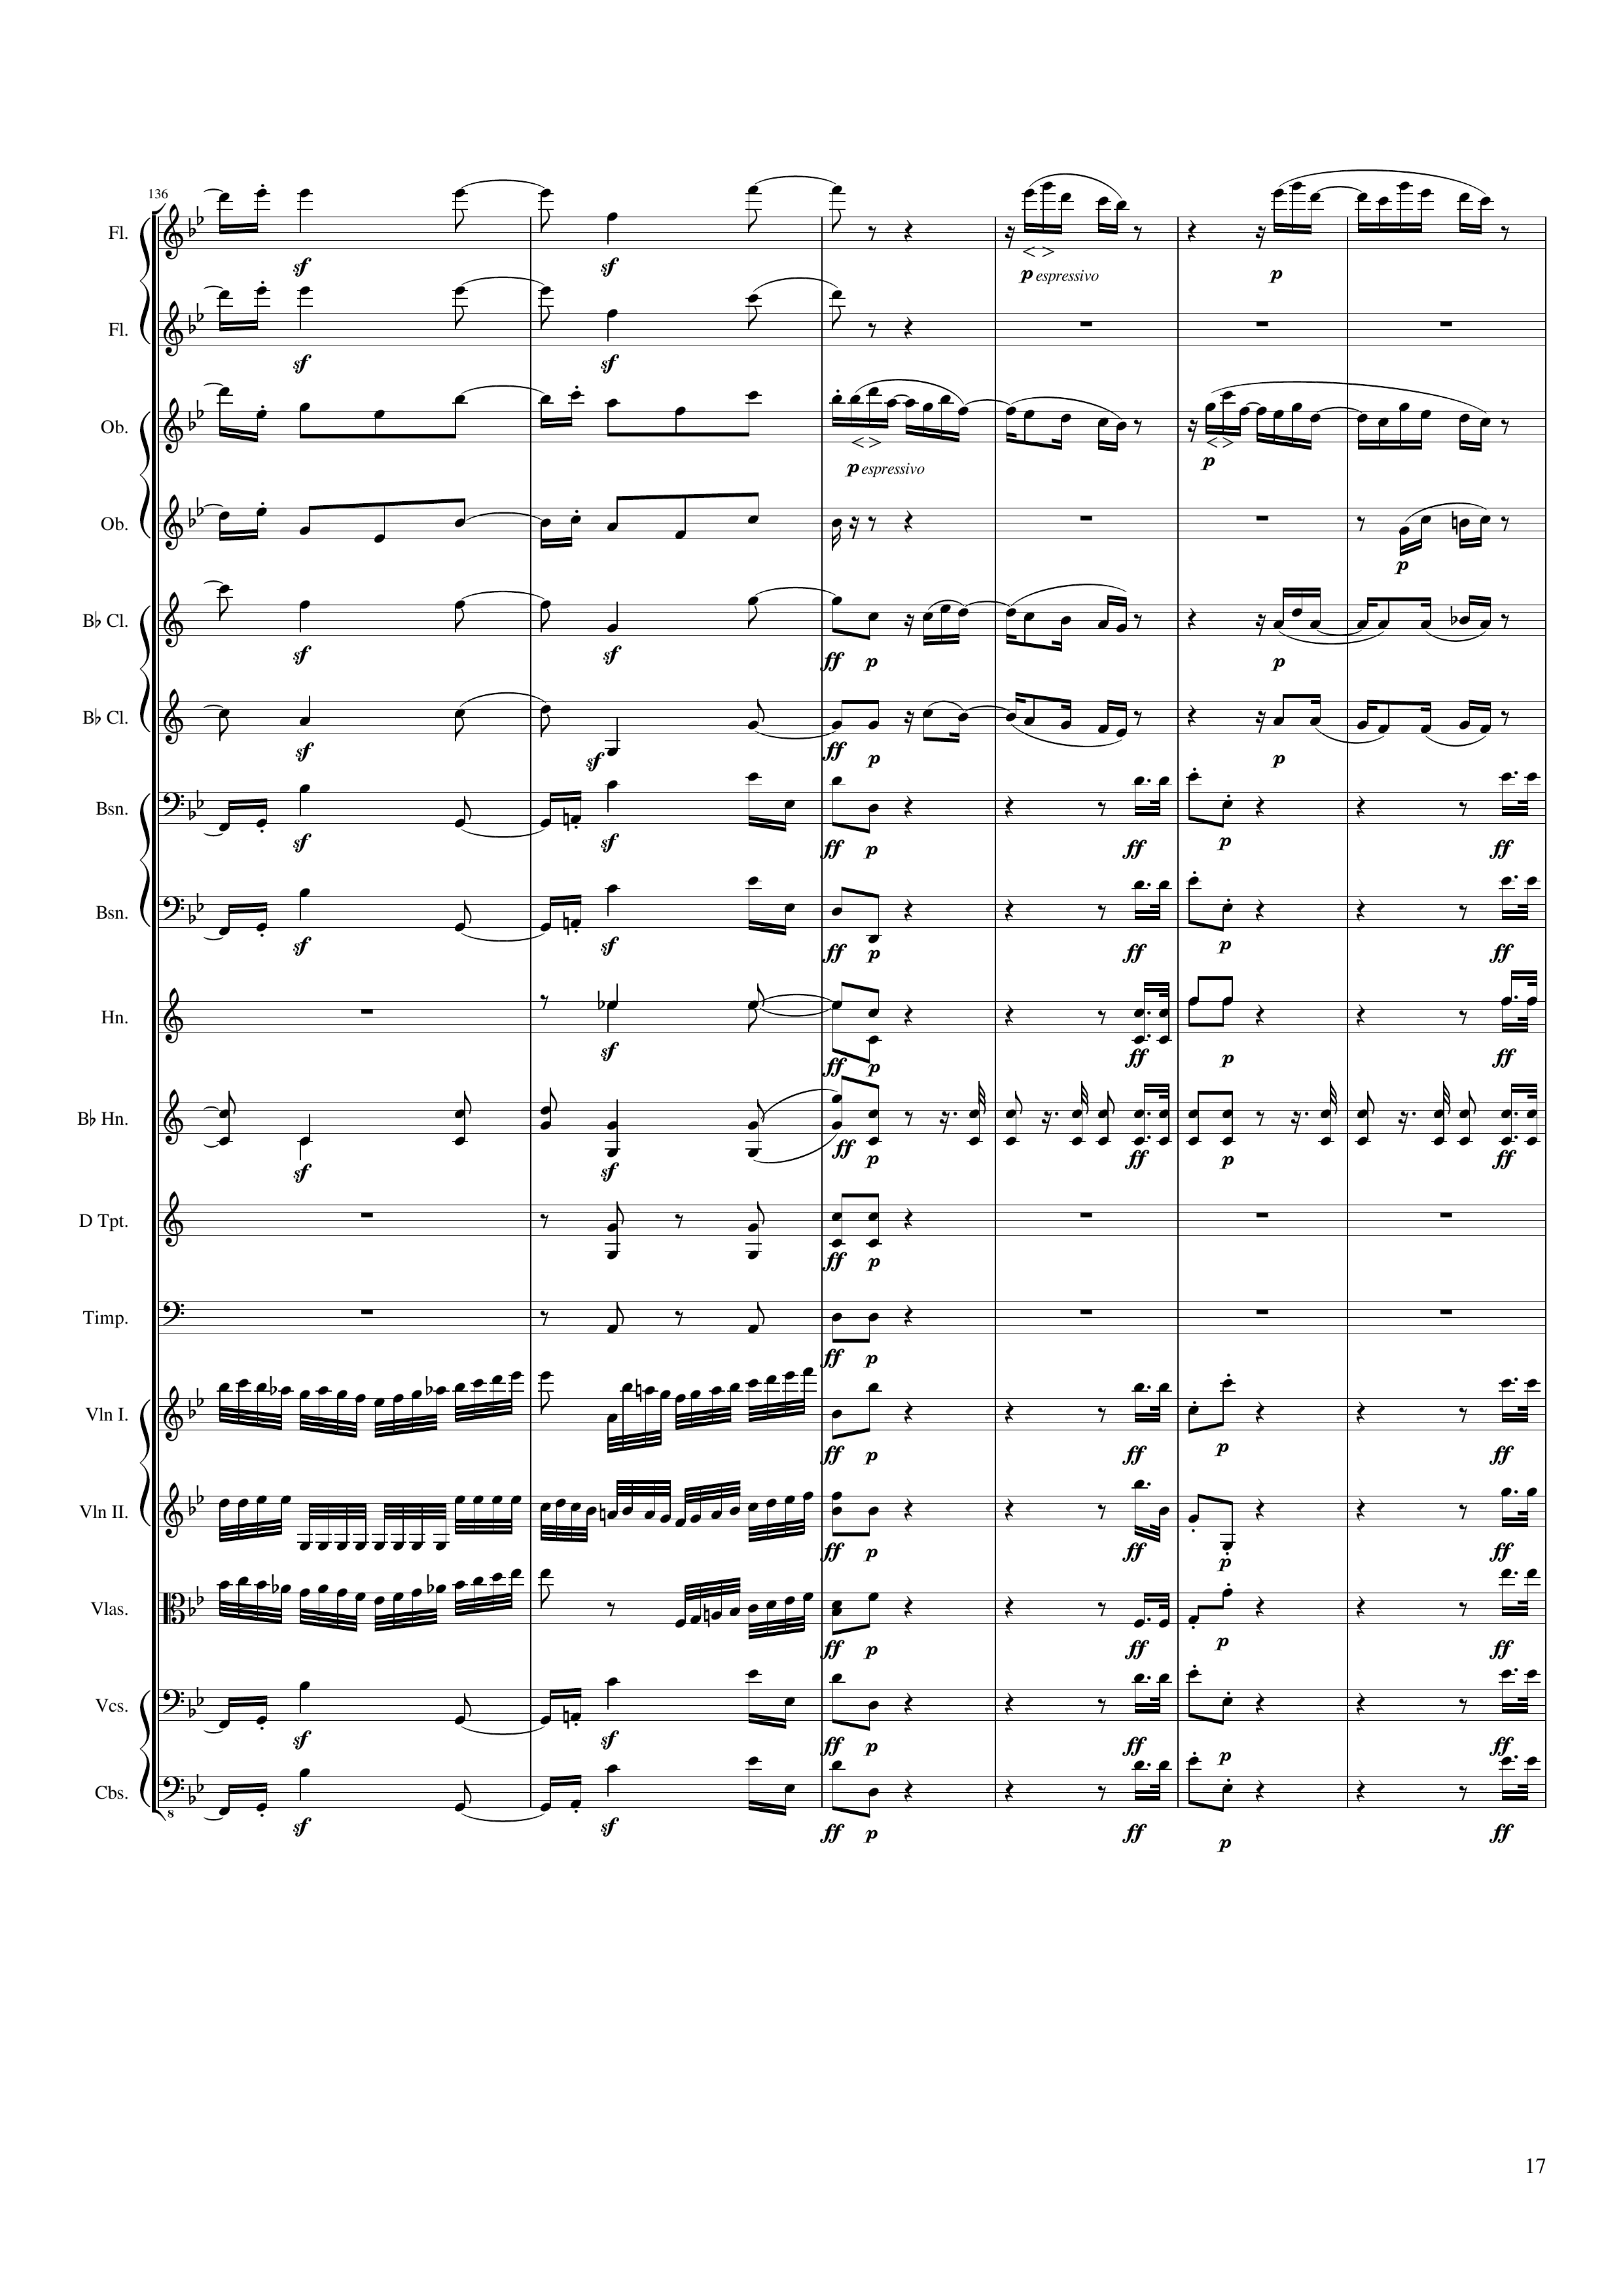 136
Fl.
sf sf
p espressivo p
Fl.
sf sf
Ob.
p espressivo p
Ob.
p
B♭ Cl.
sf sf ff p p
B♭ Cl.
sf sf ff p p
Bsn.
sf sf ff p ff p ff
Bsn.
sf sf ff p ff p ff
Hn.
sf ff p ff p ff
B♭ Hn.
sf sf ff p ff p ff
D Tpt.
ff p
Timp.
ff p
Vln I.
ff p ff p ff
Vln II.
ff p ff p ff
Vlas.
ff p ff p ff
Vcs.
sf sf ff p ff p ff
Cbs.
8
sf sf ff p ff p ff
17